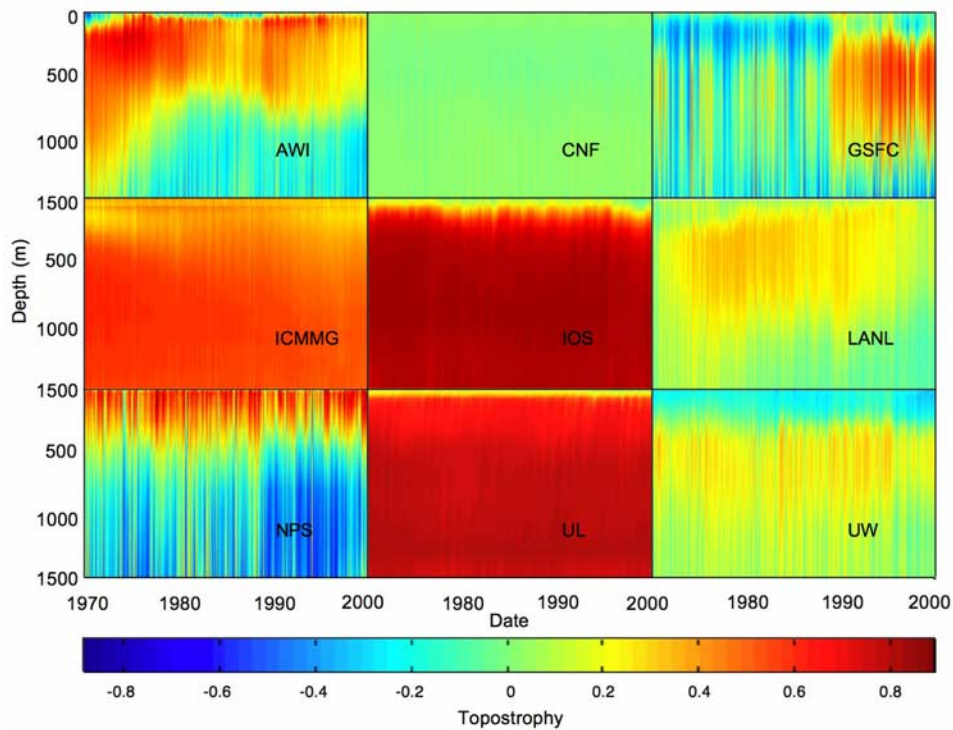 0
500
1000
AWI
CNF
GSFC
1500
500
1000
ICMMG
IOS
LANL
Depth (m)
1500
500
1000
1500
NPS
UL
UW
1970 1980 1990 2000 1980 1990 2000 1980 1990 2000
Date
-0.8 -0.6 -0.4 -0.2 0 0.2 0.4 0.6 0.8
Topostrophy